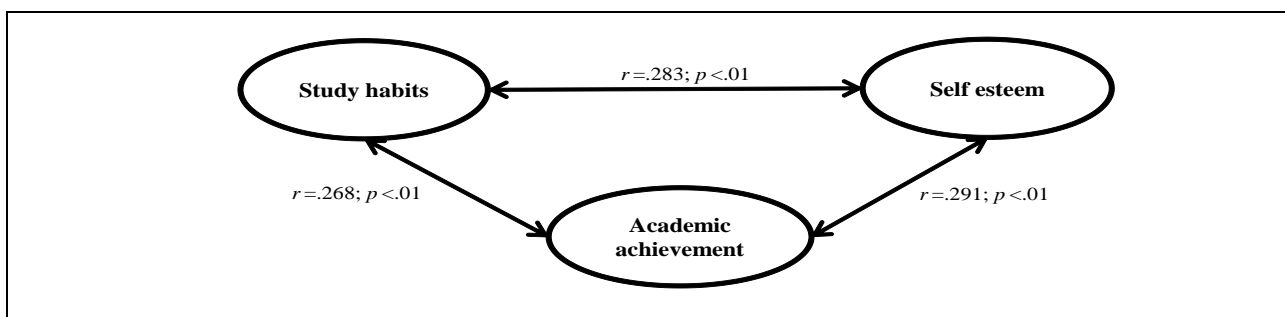 r=.283; p<.01
Study habits
Self esteem
r=.268; p<.01
r=.291; p<.01
Academic
achievement